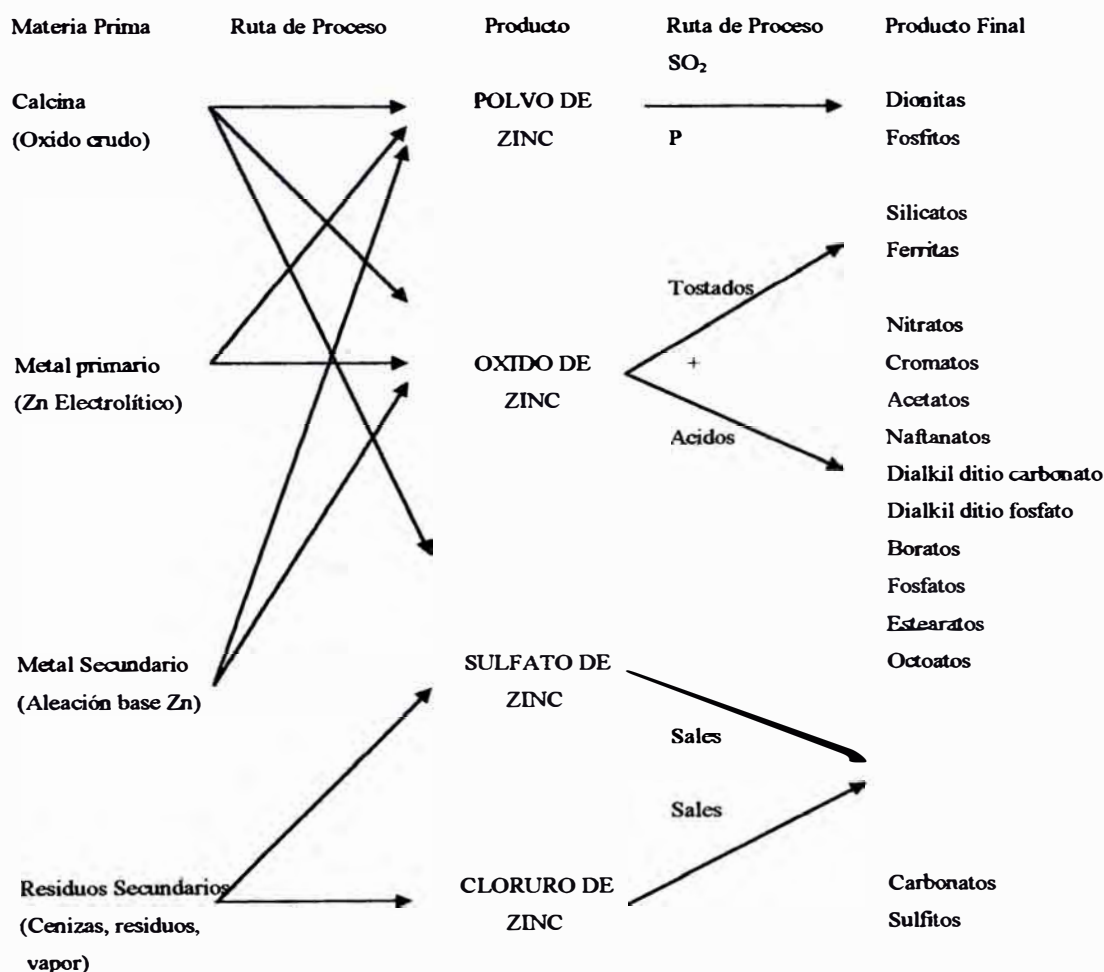 Materia Prima Ruta de Proceso Producto Ruta de Proceso Producto Final
SO₂
Calcina POLVO DE Dionitas
(Oxido crudo) ZINC P Fosfitos
Silicatos
Ferritas
Tostados
Nitratos
Metal primario OXIDO DE + Cromatos
(Zn Electrolítico) ZINC Acetatos
Acidos Naftanatos
Dialkil ditio carbonato
Dialkil ditio fosfato
Boratos
Fosfatos
Estearatos
Metal Secundario SULFATO DE Octoatos
(Aleación base Zn) ZINC
Sales
Sales
Residuos Secundarios CLORURO DE Carbonatos
(Cenizas, residuos, ZINC Sulfitos
vapor)